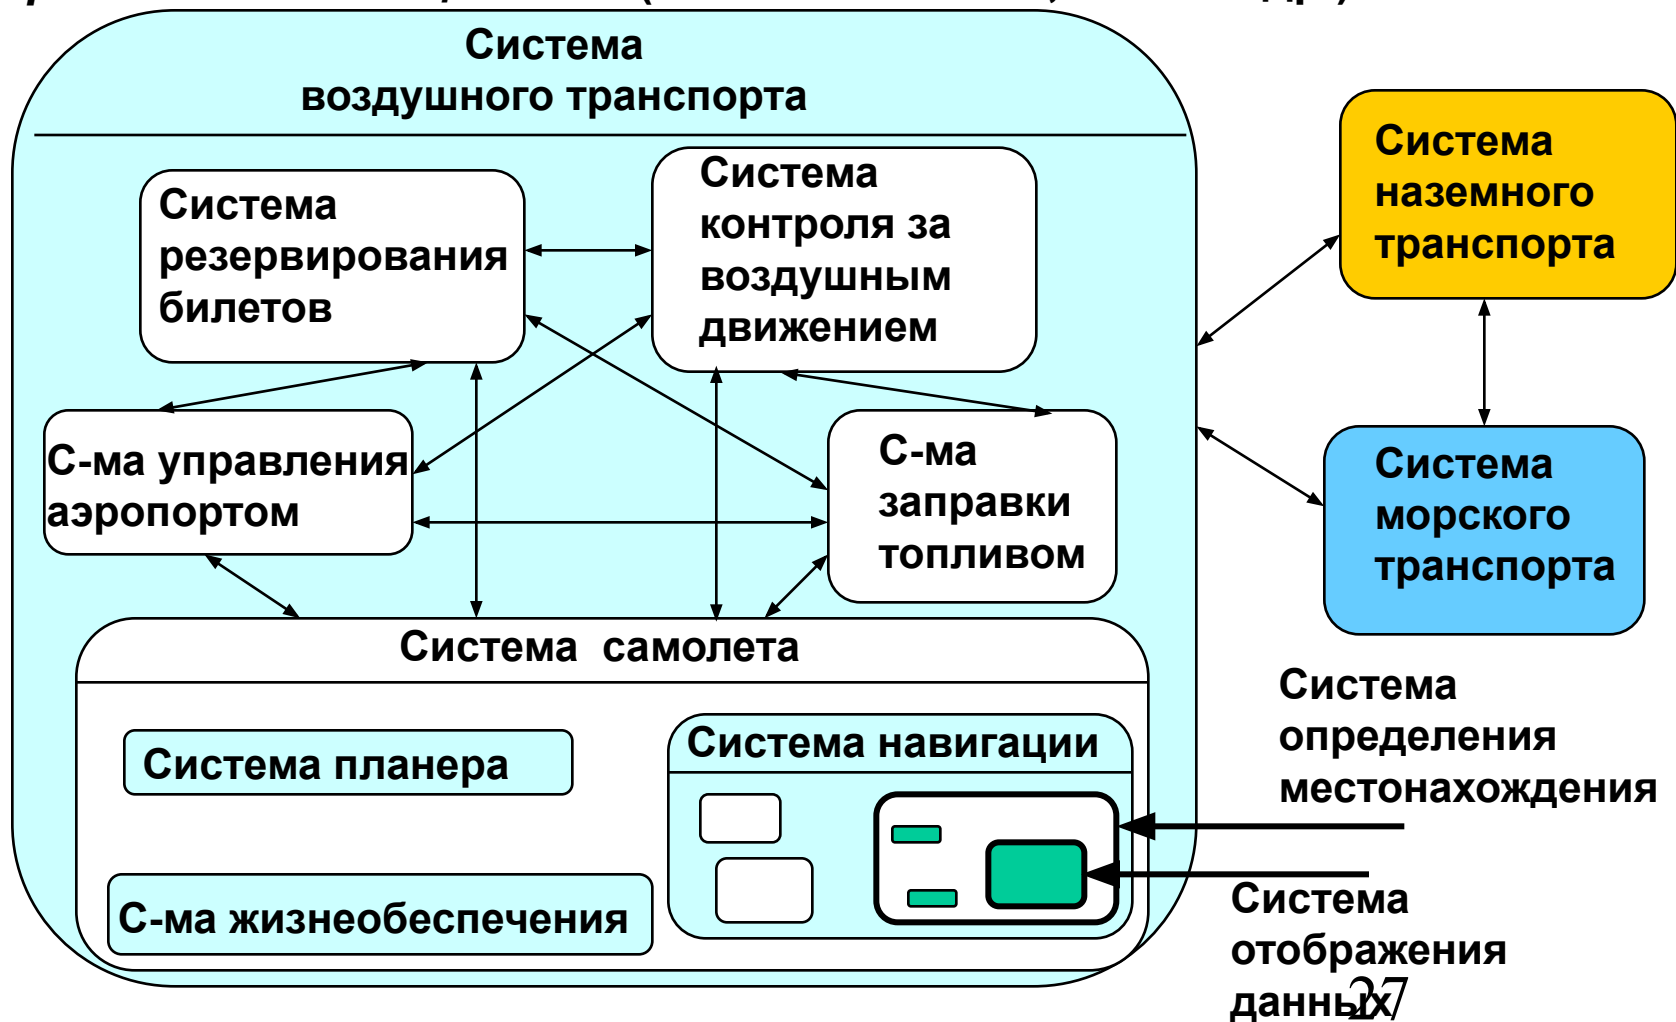 Система
воздушного транспорта
Система
резервирования
билетов
Система
контроля за
воздушным
движением
Система
наземного
транспорта
С-ма управления
аэропортом
С-ма
заправки
топливом
Система
морского
транспорта
Система самолета
Система планера
Система навигации
С-ма жизнеобеспечения
Система
определения
местонахождения
Система
отображения
данных
27